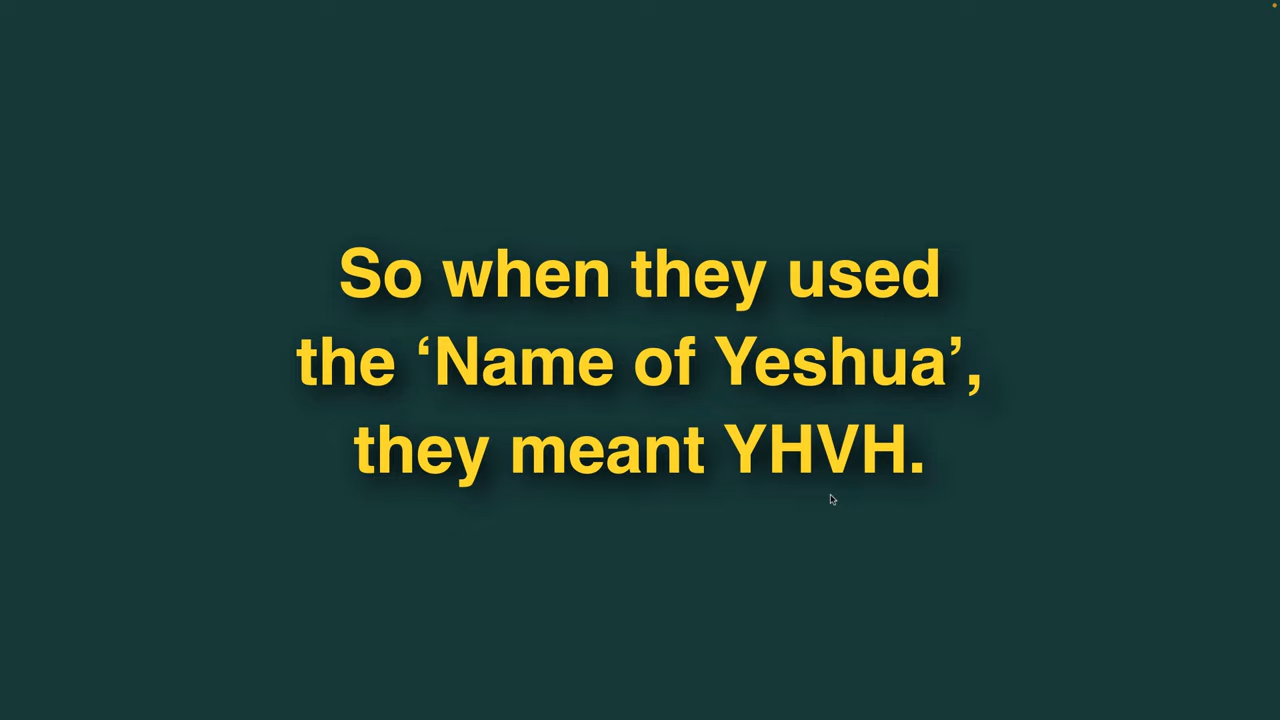 So when they used
the ‘Name of Yeshua’,
they meant YHVH.